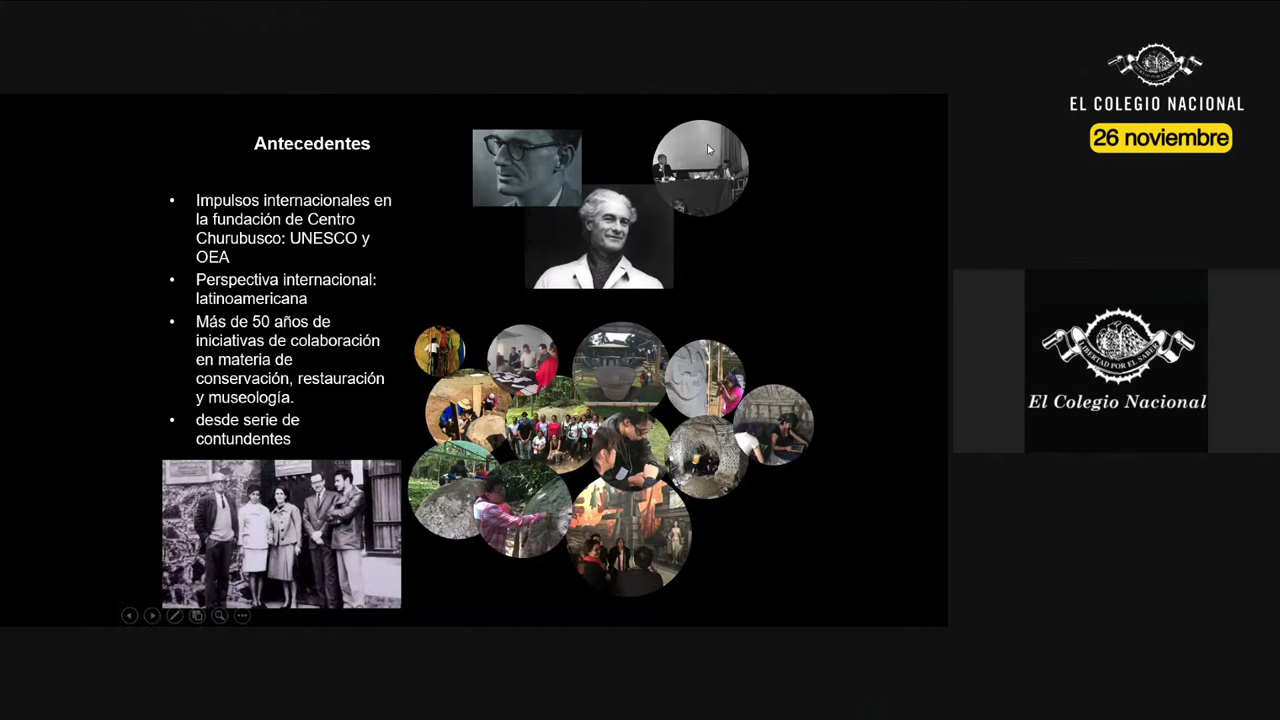 Antecedentes
• Impulsos internacionales en
la fundación de Centro
Churubusco: UNESCO y
OEA
• Perspectiva internacional:
latinoamericana
• Más de 50 años de
iniciativas de colaboración
en materia de
conservación, restauración
y museología.
• desde serie de
contundentes
EL COLEGIO NACIONAL
26 noviembre
LIBERTAD POR EL SABER
El Colegio Nacional